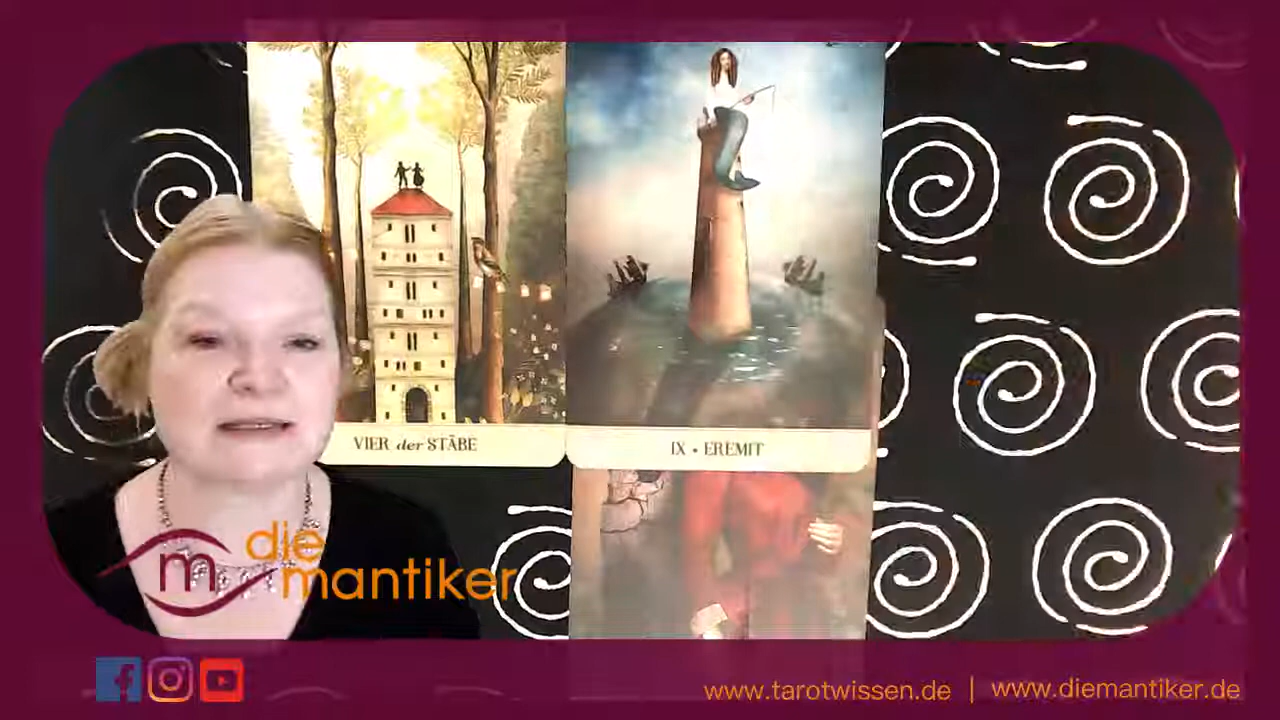 VIER der STÄBE
IX • EREMIT
m
die
mantiker
www.tarotwissen.de | www.diemantiker.de